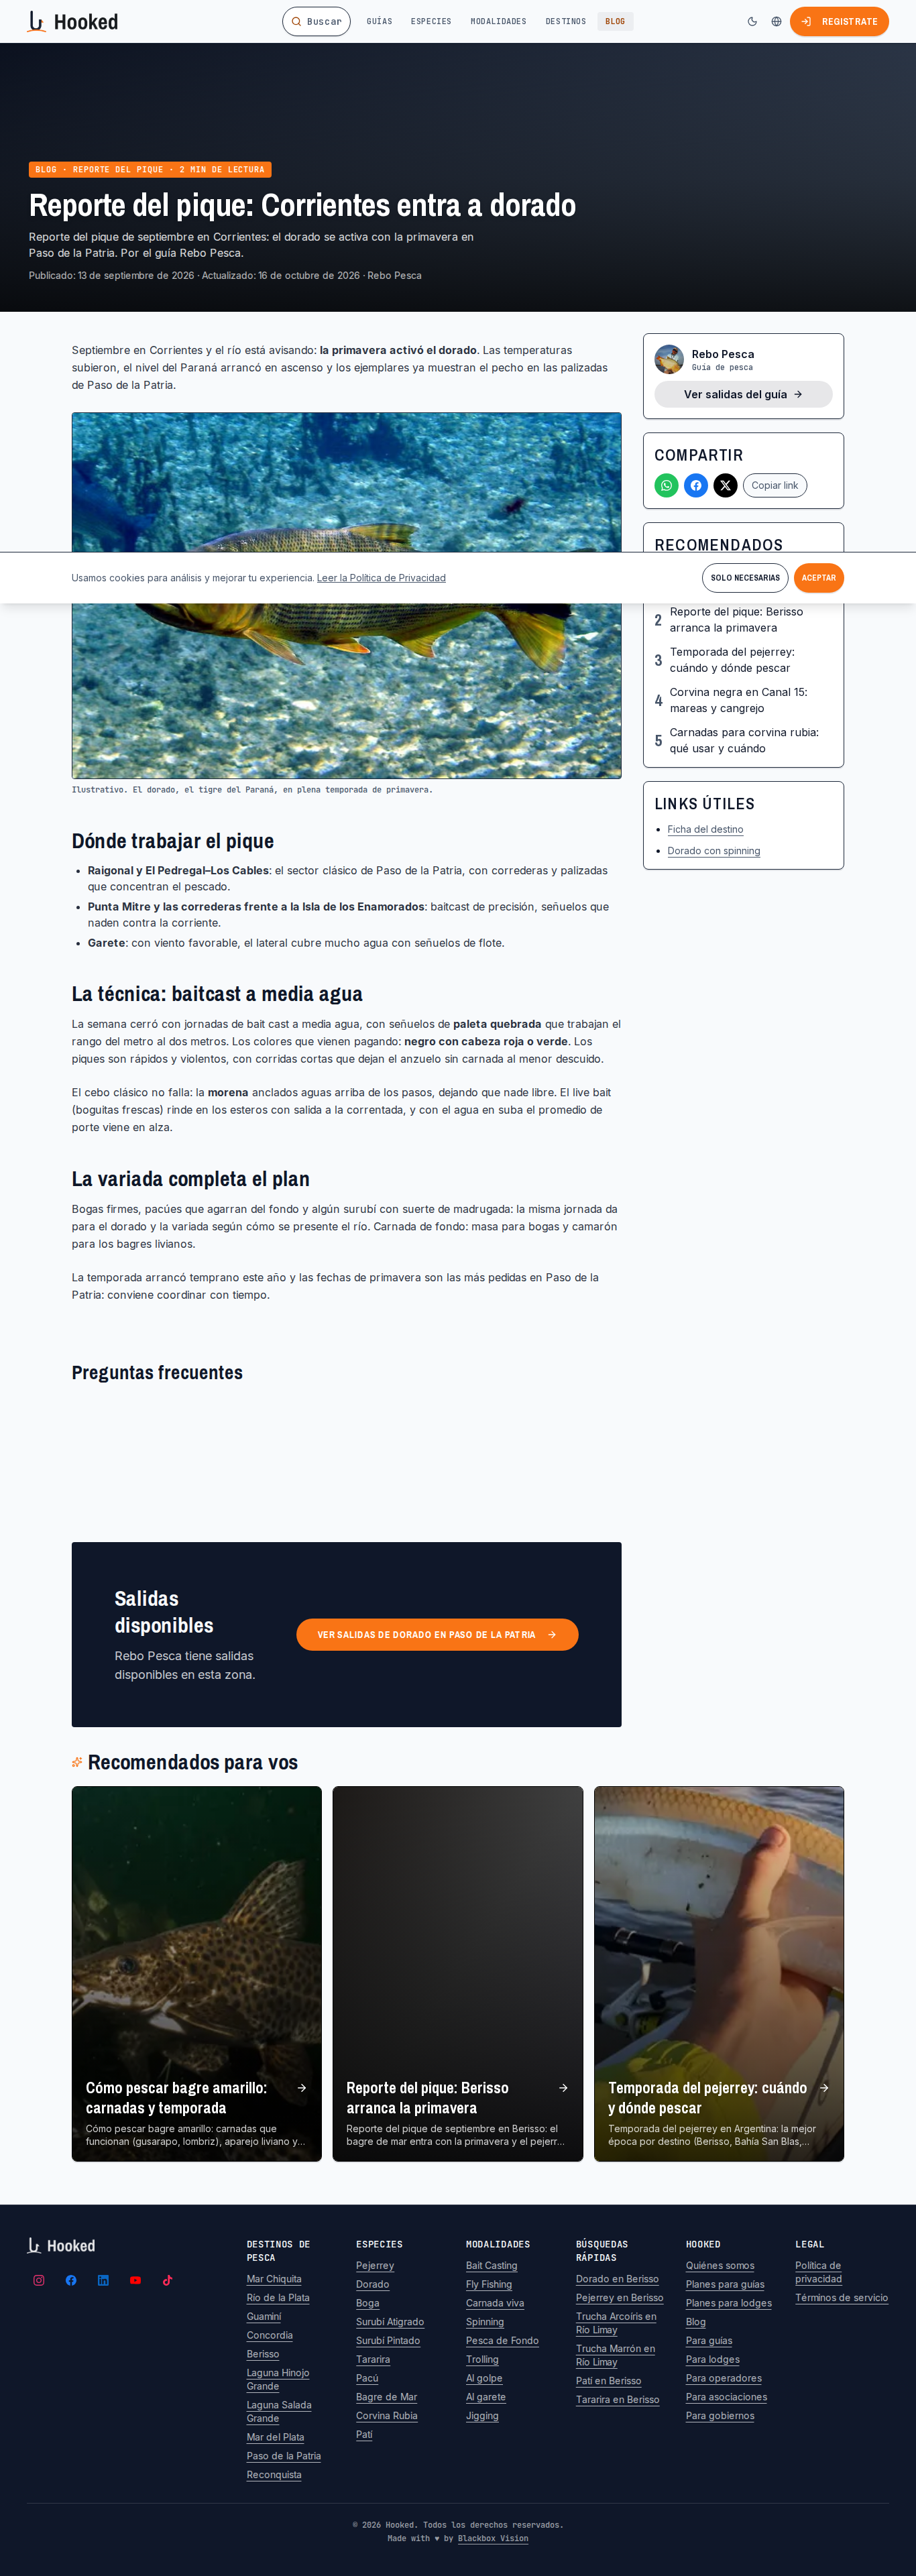 Hooked
Buscar
GUÍAS
ESPECIES
MODALIDADES
DESTINOS
BLOG
REGISTRATE
BLOG · REPORTE DEL PIQUE · 2 MIN DE LECTURA
Reporte del pique: Corrientes entra a dorado
Reporte del pique de septiembre en Corrientes: el dorado se activa con la primavera en
Paso de la Patria. Por el guía Rebo Pesca.
Publicado: 13 de septiembre de 2026 · Actualizado: 16 de octubre de 2026 · Rebo Pesca
Septiembre en Corrientes y el río está avisando: la primavera activó el dorado. Las temperaturas
subieron, el nivel del Paraná arrancó en ascenso y los ejemplares ya muestran el pecho en las palizadas
de Paso de la Patria.
Ilustrativo. El dorado, el tigre del Paraná, en plena temporada de primavera.
Dónde trabajar el pique
• Raigonal y El Pedregal–Los Cables: el sector clásico de Paso de la Patria, con correderas y palizadas
que concentran el pescado.
• Punta Mitre y las correderas frente a la Isla de los Enamorados: baitcast de precisión, señuelos que
naden contra la corriente.
• Garete: con viento favorable, el lateral cubre mucho agua con señuelos de flote.
La técnica: baitcast a media agua
La semana cerró con jornadas de bait cast a media agua, con señuelos de paleta quebrada que trabajan el
rango del metro al dos metros. Los colores que vienen pagando: negro con cabeza roja o verde. Los
piques son rápidos y violentos, con corridas cortas que dejan el anzuelo sin carnada al menor descuido.
El cebo clásico no falla: la morena anclados aguas arriba de los pasos, dejando que nade libre. El live bait
(boguitas frescas) rinde en los esteros con salida a la correntada, y con el agua en suba el promedio de
porte viene en alza.
La variada completa el plan
Bogas firmes, pacúes que agarran del fondo y algún surubí con suerte de madrugada: la misma jornada da
para el dorado y la variada según cómo se presente el río. Carnada de fondo: masa para bogas y camarón
para los bagres livianos.
La temporada arrancó temprano este año y las fechas de primavera son las más pedidas en Paso de la
Patria: conviene coordinar con tiempo.
Preguntas frecuentes
Salidas
disponibles
Rebo Pesca tiene salidas
disponibles en esta zona.
VER SALIDAS DE DORADO EN PASO DE LA PATRIA
Rebo Pesca
Guía de pesca
Ver salidas del guía
COMPARTIR
Copiar link
RECOMENDADOS
Usamos cookies para análisis y mejorar tu experiencia. Leer la Política de Privacidad
SOLO NECESARIAS
ACEPTAR
2 Reporte del pique: Berisso
arranca la primavera
3 Temporada del pejerrey:
cuándo y dónde pescar
4 Corvina negra en Canal 15:
mareas y cangrejo
5 Carnadas para corvina rubia:
qué usar y cuándo
LINKS ÚTILES
• Ficha del destino
• Dorado con spinning
Recomendados para vos
Cómo pescar bagre amarillo:
carnadas y temporada
Cómo pescar bagre amarillo: carnadas que
funcionan (gusarapo, lombriz), aparejo liviano y...
Reporte del pique: Berisso
arranca la primavera
Reporte del pique de septiembre en Berisso: el
bagre de mar entra con la primavera y el pejerr...
Temporada del pejerrey: cuándo
y dónde pescar
Temporada del pejerrey en Argentina: la mejor
época por destino (Berisso, Bahía San Blas,...
Hooked
DESTINOS DE
PESCA
Mar Chiquita
Río de la Plata
Guaminí
Concordia
Berisso
Laguna Hinojo
Grande
Laguna Salada
Grande
Mar del Plata
Paso de la Patria
Reconquista
ESPECIES
Pejerrey
Dorado
Boga
Surubí Atigrado
Surubí Pintado
Tararira
Pacú
Bagre de Mar
Corvina Rubia
Patí
MODALIDADES
Bait Casting
Fly Fishing
Carnada viva
Spinning
Pesca de Fondo
Trolling
Al golpe
Al garete
Jigging
BÚSQUEDAS
RÁPIDAS
Dorado en Berisso
Pejerrey en Berisso
Trucha Arcoíris en
Río Limay
Trucha Marrón en
Río Limay
Patí en Berisso
Tararira en Berisso
HOOKED
Quiénes somos
Planes para guías
Planes para lodges
Blog
Para guías
Para lodges
Para operadores
Para asociaciones
Para gobiernos
LEGAL
Política de
privacidad
Términos de servicio
© 2026 Hooked. Todos los derechos reservados.
Made with ♥ by Blackbox Vision